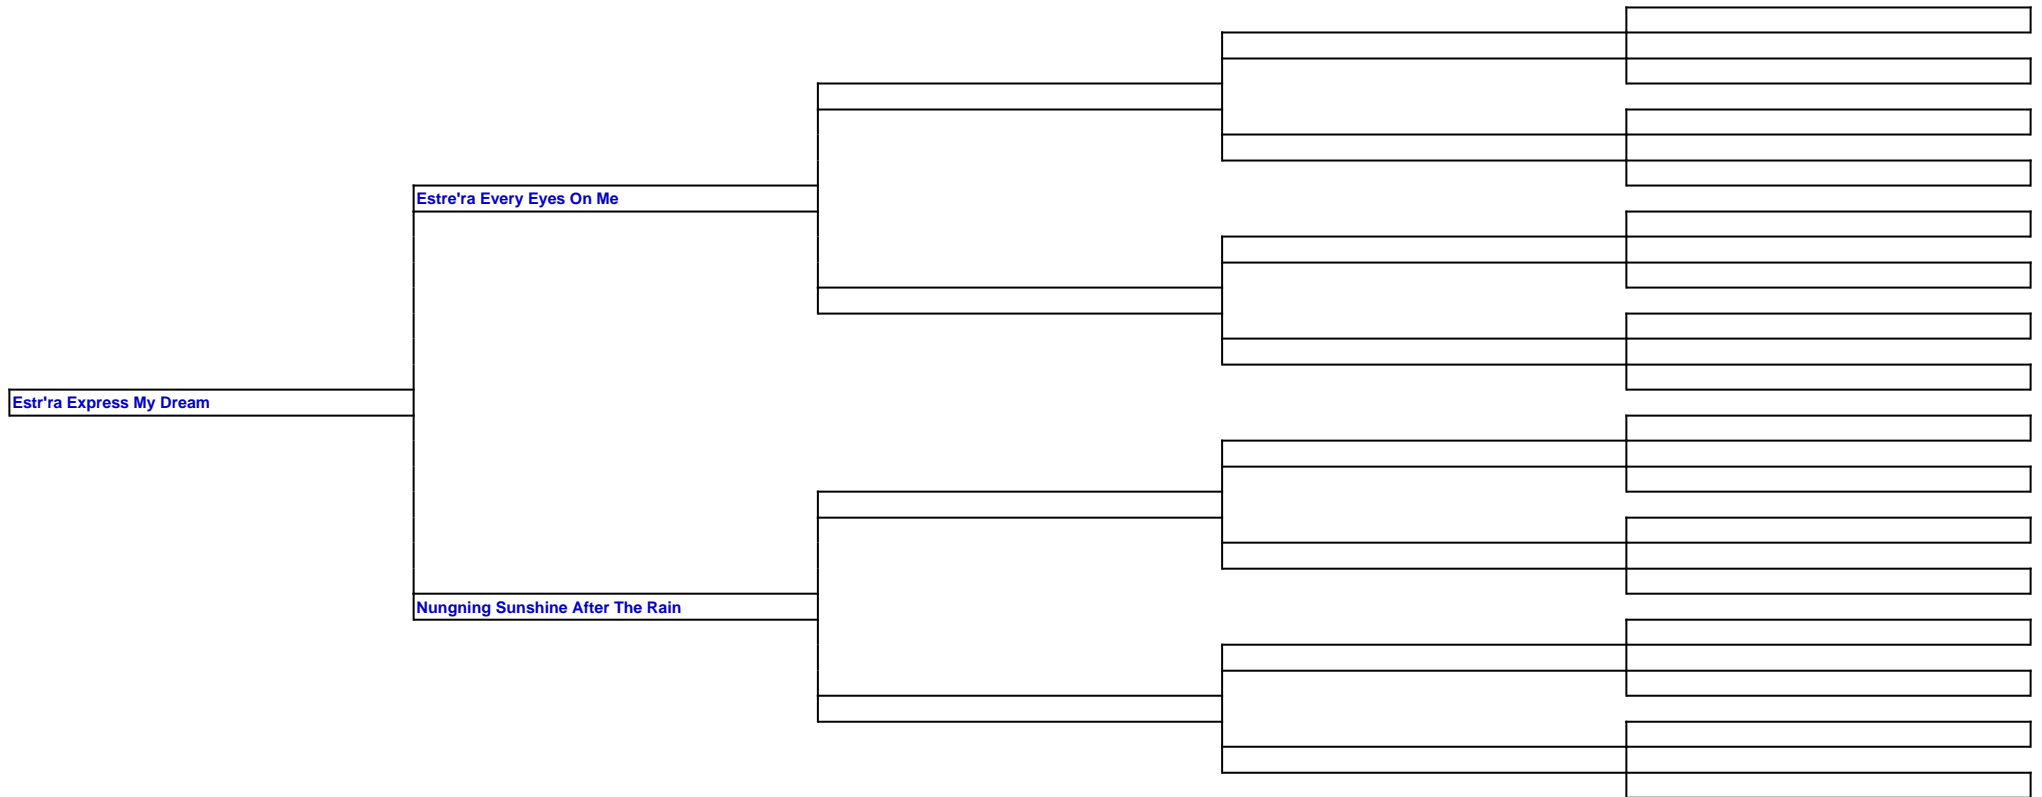 Estre'ra Every Eyes On Me
Estr'ra Express My Dream
Nungning Sunshine After The Rain